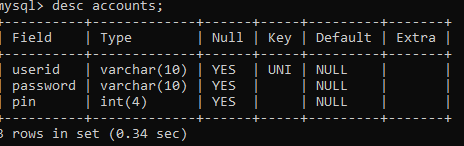 mysql> desc accounts;
+----------+-------------+------+-----+---------+-------+
| Field    | Type        | Null | Key | Default | Extra |
+----------+-------------+------+-----+---------+-------+
| userid   | varchar(10) | YES  | UNI | NULL    |       |
| password | varchar(10) | YES  |     | NULL    |       |
| pin      | int(4)      | YES  |     | NULL    |       |
+----------+-------------+------+-----+---------+-------+
3 rows in set (0.34 sec)